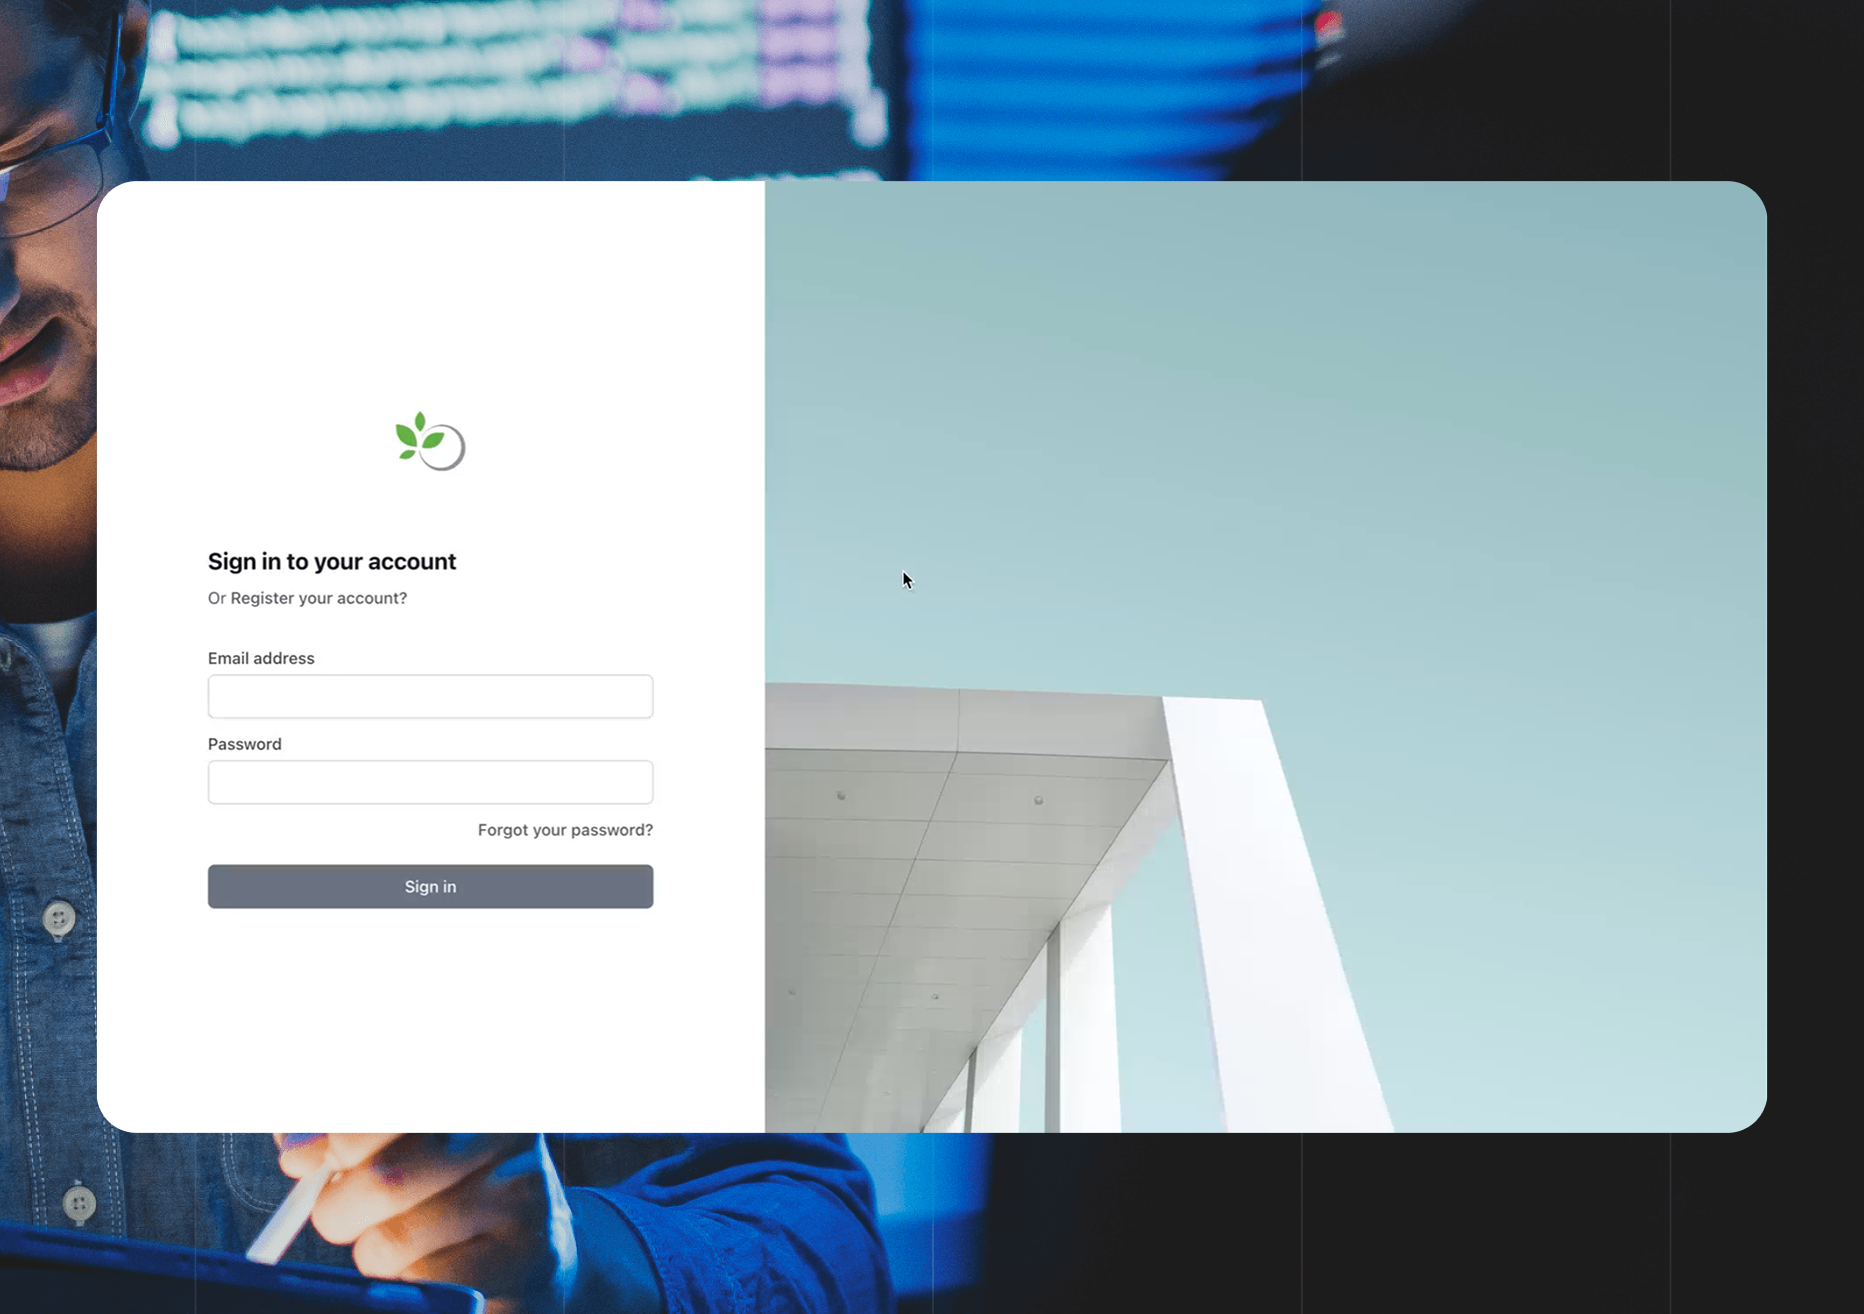 Sign in to your account
Or Register your account?
Email address
Password
Forgot your password?
Sign in